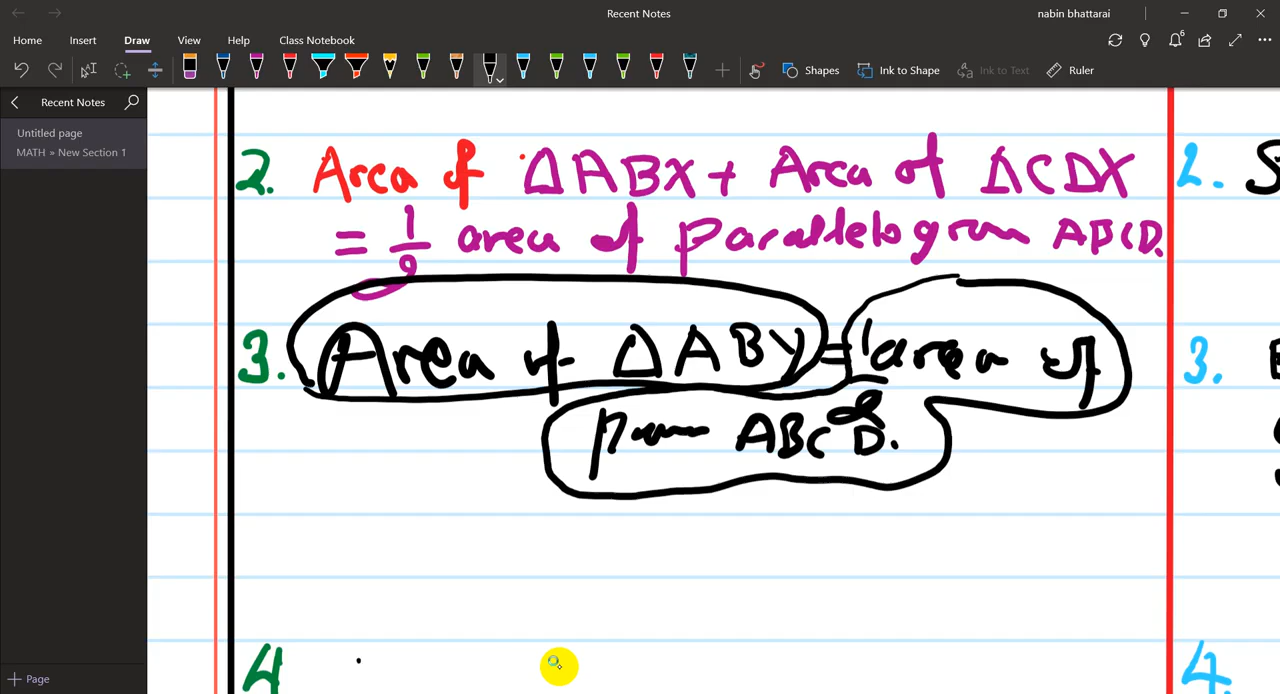 Recent Notes
nabin bhattarai
Home Insert Draw View Help Class Notebook
Shapes Ink to Shape Ink to Text Ruler
Recent Notes
Untitled page
MATH » New Section 1
2. Area of ΔABX + Area of ΔCDX
= 1/2 area of parallelogram ABCD.
3. Area of ΔABY = 1/2 area of
pgram ABCD.
4
2. S
3.
4.
+ Page